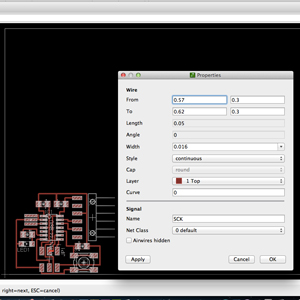 Properties
Wire
From 0.57 0.3
To 0.62 0.3
Length 0.05
Angle 0
Width 0.016
Style continuous
Cap round
Layer 1 Top
Curve 0
Signal
Name SCK
Net Class 0 default
Airwires hidden
Apply Cancel OK
right=next, ESC=cancel)